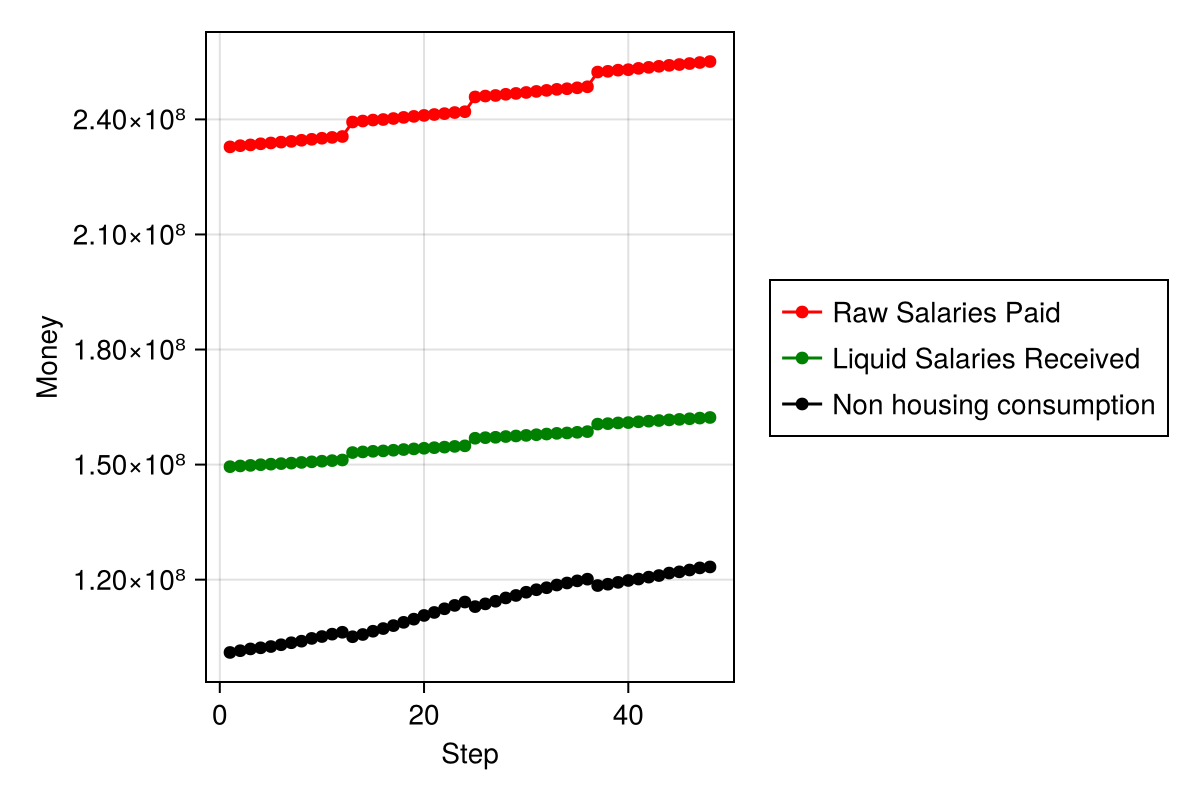 2.40×10⁸
2.10×10⁸
1.80×10⁸
1.50×10⁸
1.20×10⁸
Money
0 20 40
Step
Raw Salaries Paid
Liquid Salaries Received
Non housing consumption